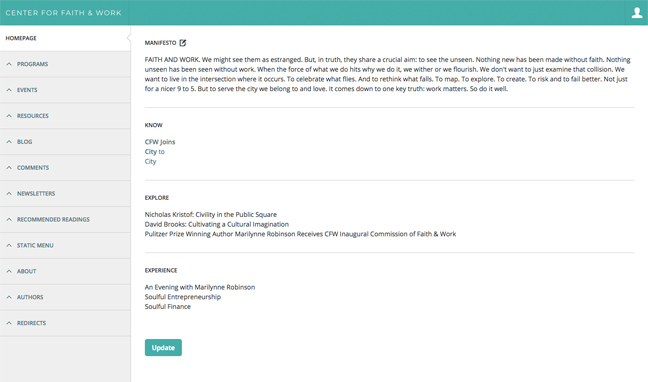 CENTER FOR FAITH & WORK
HOMEPAGE
PROGRAMS
EVENTS
RESOURCES
BLOG
COMMENTS
NEWSLETTERS
RECOMMENDED READINGS
STATIC MENU
ABOUT
AUTHORS
REDIRECTS
MANIFESTO
FAITH AND WORK. We might see them as estranged. But, in truth, they share a crucial aim: to see the unseen. Nothing new has been made without faith. Nothing
unseen has been seen without work. When the force of what we do hits why we do it, we wither or we flourish. We don't want to just examine that collision. We
want to live in the intersection where it occurs. To celebrate what flies. And to rethink what falls. To map. To explore. To create. To risk and to fail better. Not just
for a nicer 9 to 5. But to serve the city we belong to and love. It comes down to one key truth: work matters. So do it well.
KNOW
CFW Joins
City to
City
EXPLORE
Nicholas Kristof: Civility in the Public Square
David Brooks: Cultivating a Cultural Imagination
Pulitzer Prize Winning Author Marilynne Robinson Receives CFW Inaugural Commission of Faith & Work
EXPERIENCE
An Evening with Marilynne Robinson
Soulful Entrepreneurship
Soulful Finance
Update